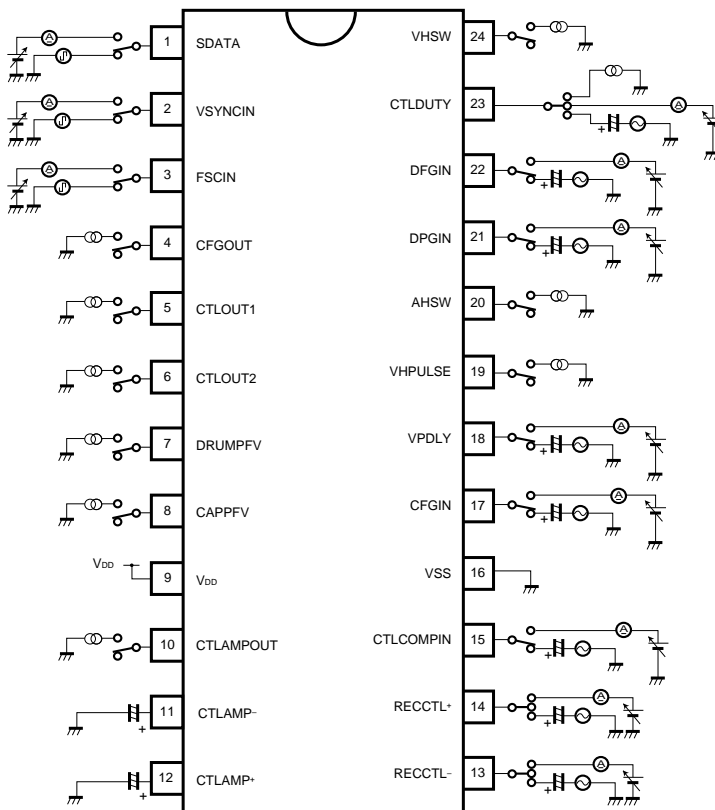 1 SDATA
2 VSYNCIN
3 FSCIN
4 CFGOUT
5 CTLOUT1
6 CTLOUT2
7 DRUMPFV
8 CAPPFV
VDD
9 VDD
10 CTLAMPOUT
11 CTLAMP−
12 CTLAMP+
VHSW 24
CTLDUTY 23
DFGIN 22
DPGIN 21
AHSW 20
VHPULSE 19
VPDLY 18
CFGIN 17
VSS 16
CTLCOMPIN 15
RECCTL+ 14
RECCTL− 13